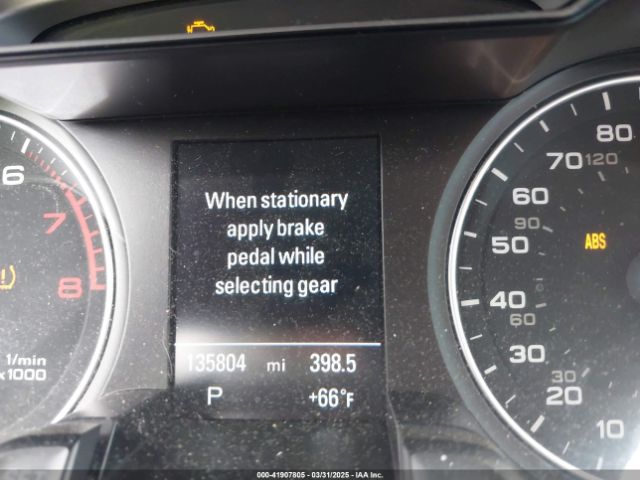 When stationary
apply brake
pedal while
selecting gear
135804 mi 398.5
P +66°F
6
7
8
1/min
x1000
80
70 120
60
90
50
ABS
40
60
30
30
20
10
000-41907805 - 03/31/2025 - IAA Inc.